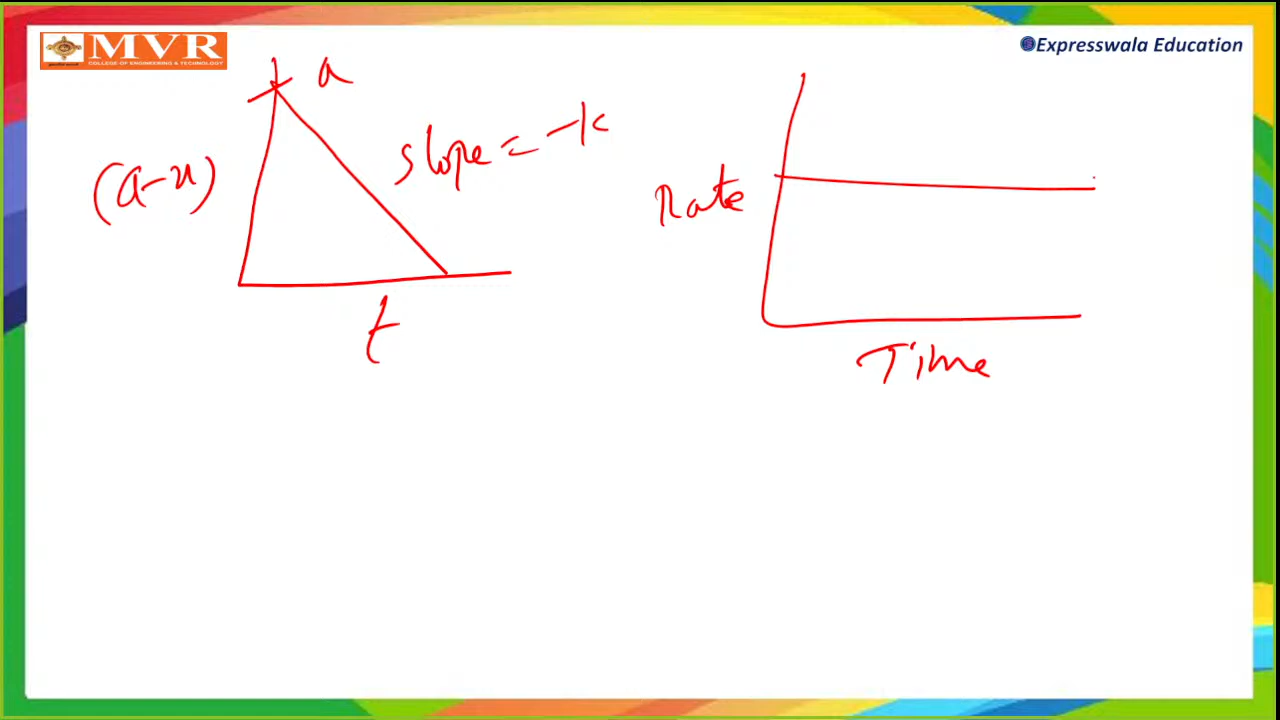 MVR
COLLEGE OF ENGINEERING & TECHNOLOGY
Expresswala Education
a
(a-x)
slope = -k
t
Rate
Time